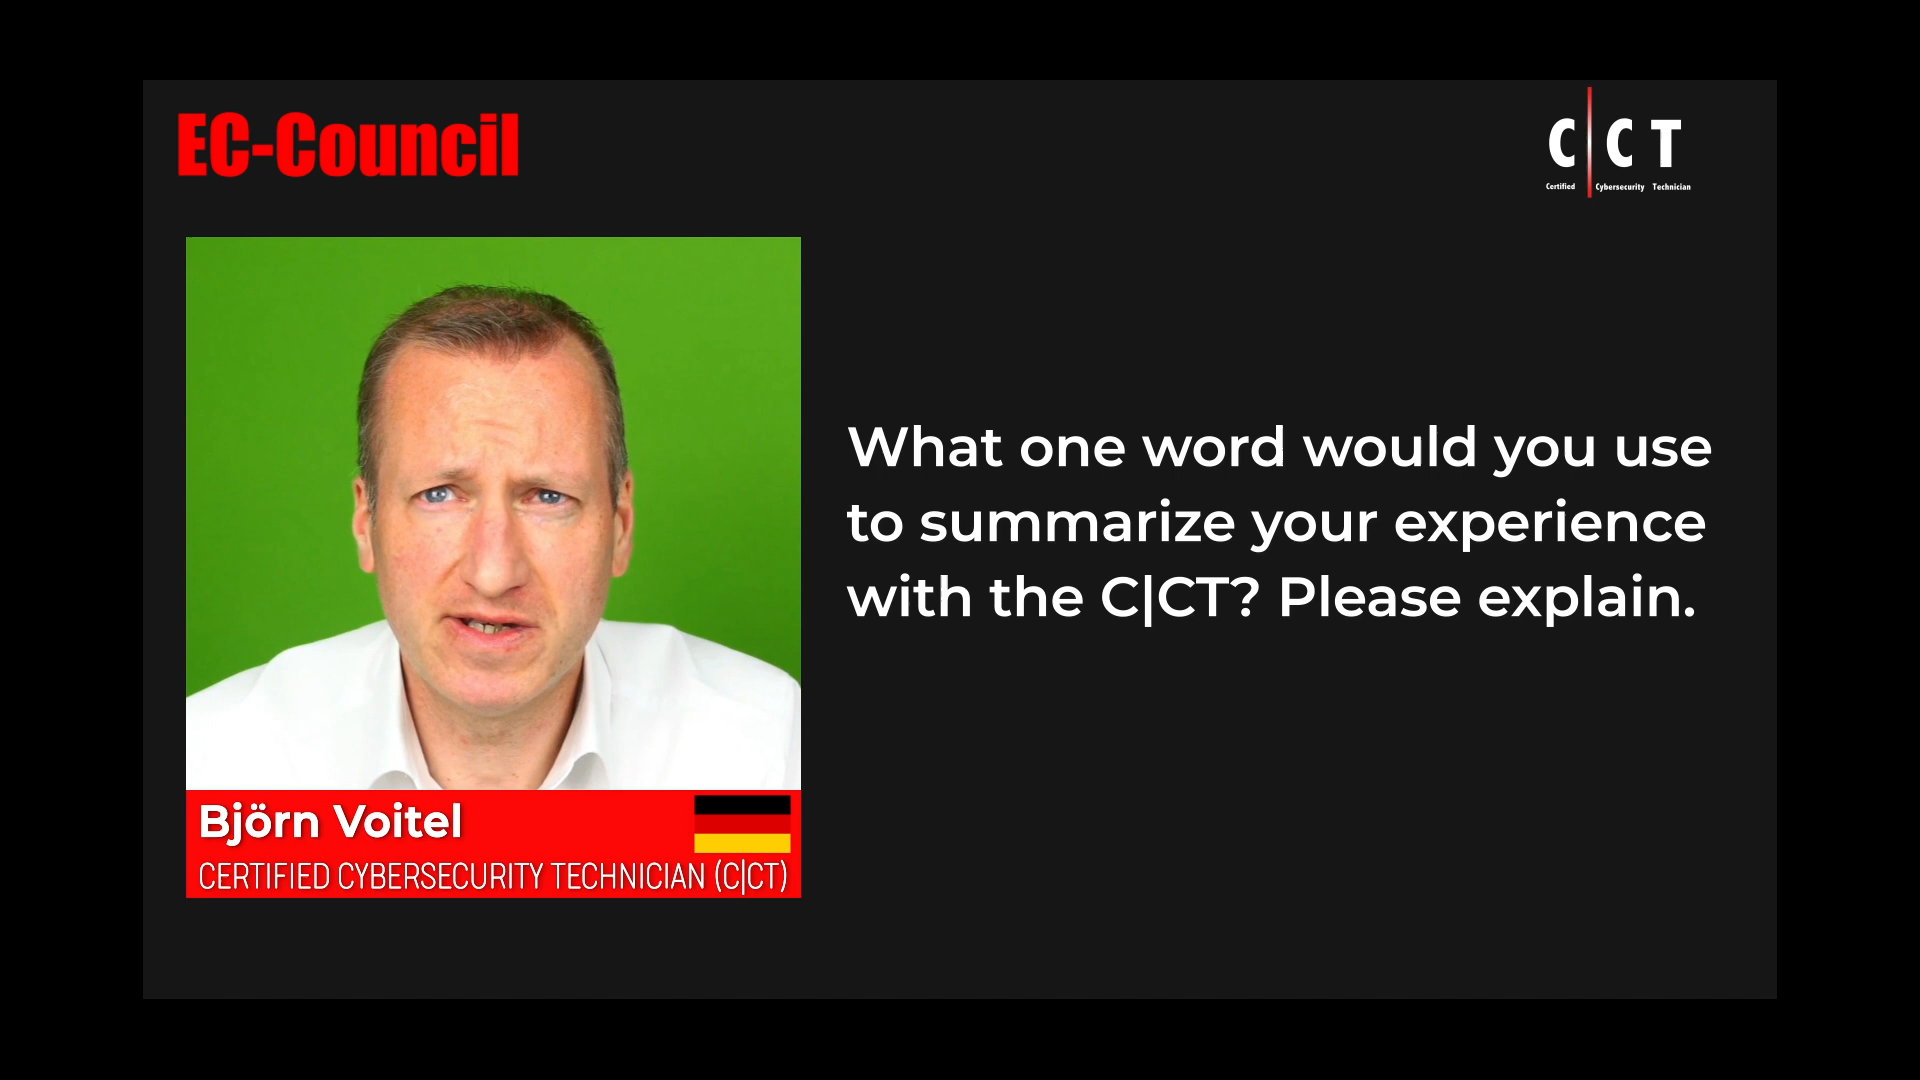 EC-Council
C|CT
Certified Cybersecurity Technician
What one word would you use
to summarize your experience
with the C|CT? Please explain.
Björn Voitel
CERTIFIED CYBERSECURITY TECHNICIAN (C|CT)